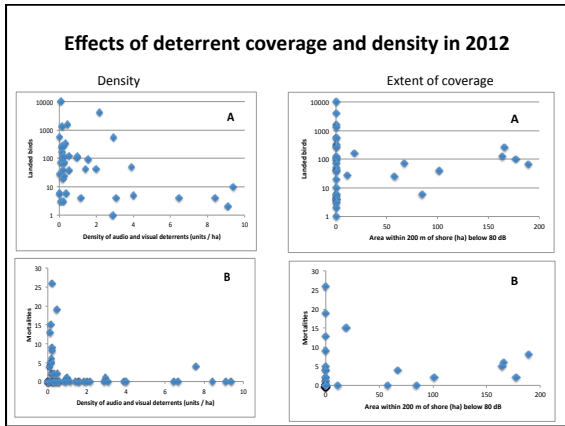 Effects of deterrent coverage and density in 2012
Density
A
10000
1000
100
10
1
Landed birds
0 2 4 6 8 10
Density of audio and visual deterrents (units / ha)
B
30
25
20
15
10
5
0
Mortalities
0 2 4 6 8 10
Density of audio and visual deterrents (units / ha)
Extent of coverage
A
10000
1000
100
10
1
Landed birds
0 50 100 150 200
Area within 200 m of shore (ha) below 80 dB
B
30
25
20
15
10
5
0
Mortalities
0 50 100 150 200
Area within 200 m of shore (ha) below 80 dB